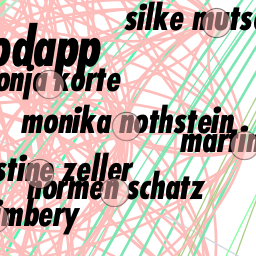 silke mutsc
odapp
onja korte
monika nothstein
martin
stine zeller
normen schatz
imbery